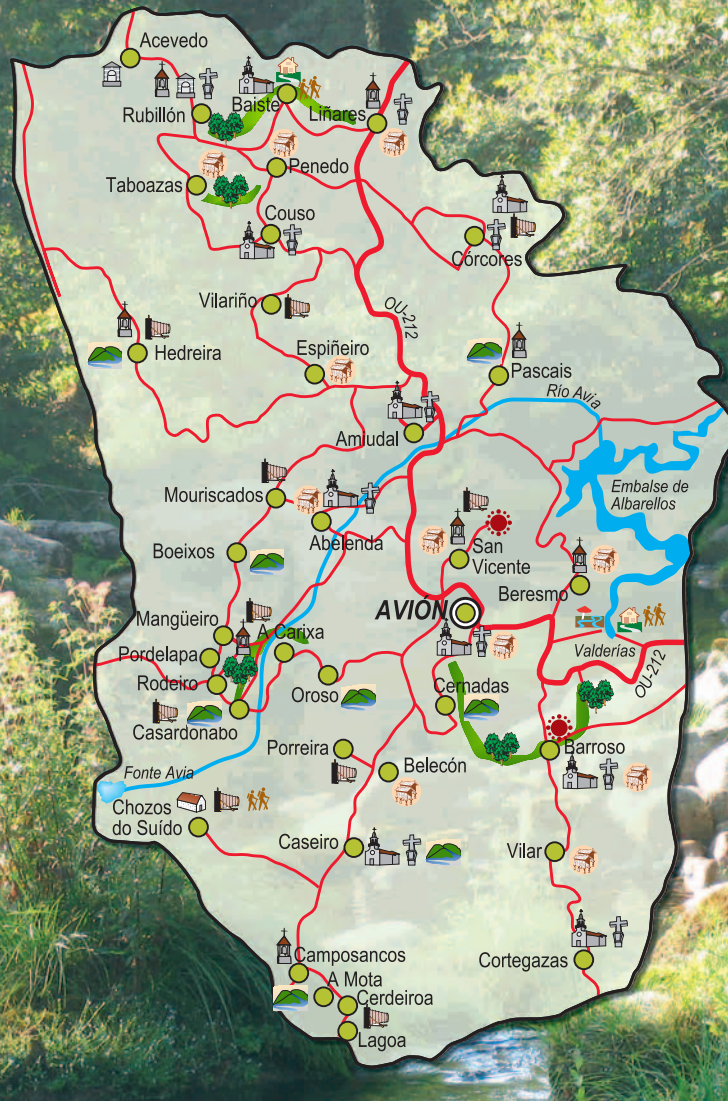 Acevedo
Rubillón
Baiste
Liñares
Penedo
Taboazas
Couso
Córcores
Vilariño
OU-212
Hedreira
Espiñeiro
Pascais
Río Avia
Amiudal
Embalse de
Albarellos
Mouriscados
Abelenda
Boeixos
San
Vicente
Beresmo
AVIÓN
Mangüeiro
A Carixa
Pordelapa
Valderías
Rodeiro
Oroso
Cernadas
OU-212
Casardonabo
Porreira
Barroso
Belecón
Fonte Avia
Chozos
do Suído
Caseiro
Vilar
Camposancos
Cortegazas
A Mota
Cerdeiroa
Lagoa